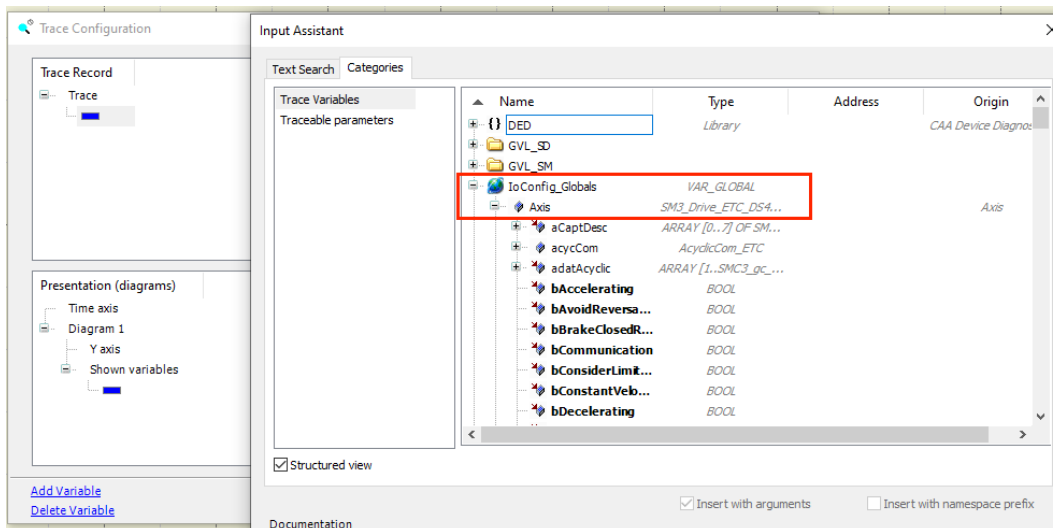 Trace Configuration
Trace Record
Trace
Presentation (diagrams)
Time axis
Diagram 1
Y axis
Shown variables
Add Variable
Delete Variable
Input Assistant
Text Search Categories
Trace Variables
Traceable parameters
Name Type Address Origin
{} DED Library CAA Device Diagnos
GVL_SD
GVL_SM
IoConfig_Globals VAR_GLOBAL
Axis SM3_Drive_ETC_DS4... Axis
aCaptDesc ARRAY [0..7] OF SM...
acycCom AcyclicCom_ETC
adatAcyclic ARRAY [1..SMC3_gc_...
bAccelerating BOOL
bAvoidReversa... BOOL
bBrakeClosedR... BOOL
bCommunication BOOL
bConsiderLimit... BOOL
bConstantVelo... BOOL
bDecelerating BOOL
Structured view
Insert with arguments Insert with namespace prefix
Documentation